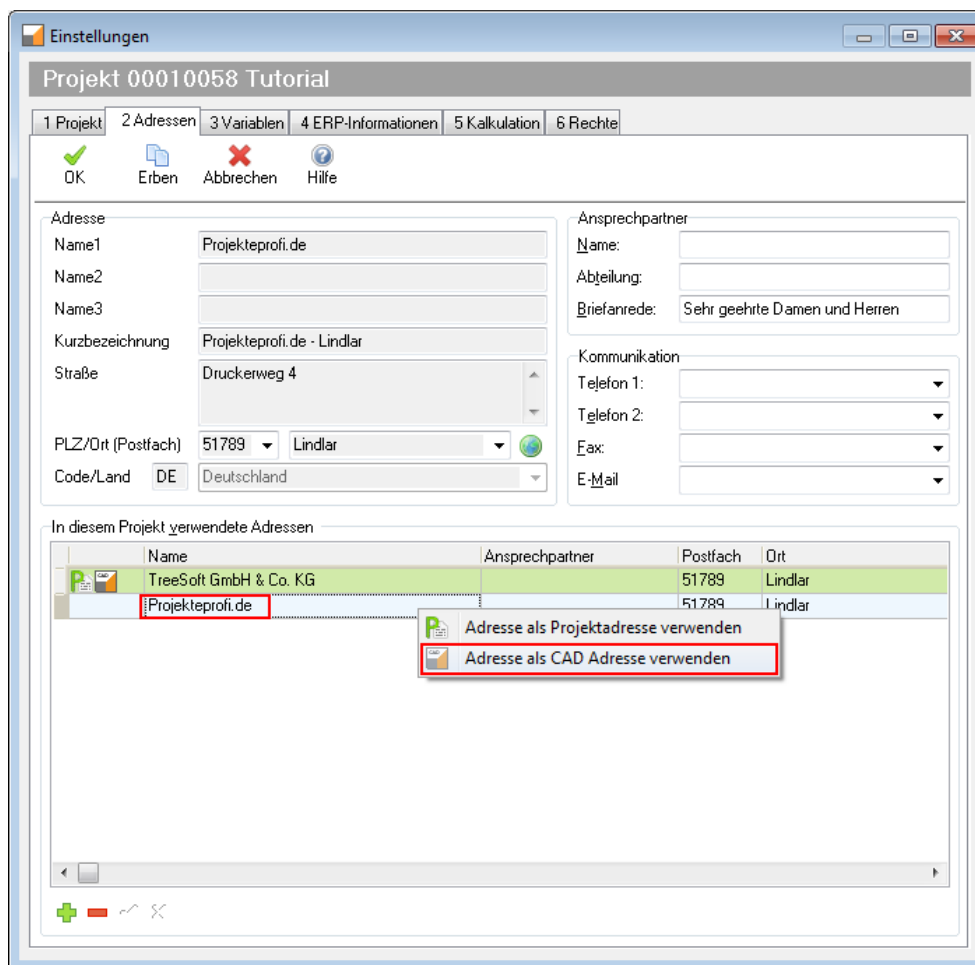 Einstellungen
Projekt 00010058 Tutorial
1 Projekt 2 Adressen 3 Variablen 4 ERP-Informationen 5 Kalkulation 6 Rechte
OK Erben Abbrechen Hilfe
Adresse
Name1 Projekteprofi.de
Name2
Name3
Kurzbezeichnung Projekteprofi.de - Lindlar
Straße Druckerweg 4
PLZ/Ort (Postfach) 51789 Lindlar
Code/Land DE Deutschland
Ansprechpartner
Name:
Abteilung:
Briefanrede: Sehr geehrte Damen und Herren
Kommunikation
Telefon 1:
Telefon 2:
Fax:
E-Mail
In diesem Projekt verwendete Adressen
Name Ansprechpartner Postfach Ort
CAD TreeSoft GmbH & Co. KG 51789 Lindlar
Projekteprofi.de 51789 Lindlar
Adresse als Projektadresse verwenden
CAD Adresse als CAD Adresse verwenden